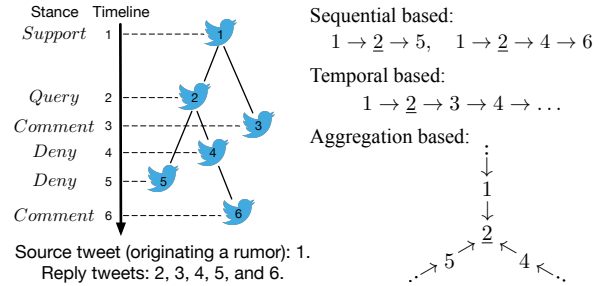 Stance Timeline
Support 1
1
Query 2
2
Comment 3
3
Deny 4
4
Deny 5
5
Comment 6
6
Source tweet (originating a rumor): 1.
Reply tweets: 2, 3, 4, 5, and 6.
Sequential based:
1 → 2 → 5, 1 → 2 → 4 → 6
Temporal based:
1 → 2 → 3 → 4 → ...
Aggregation based:
1
2
5 4